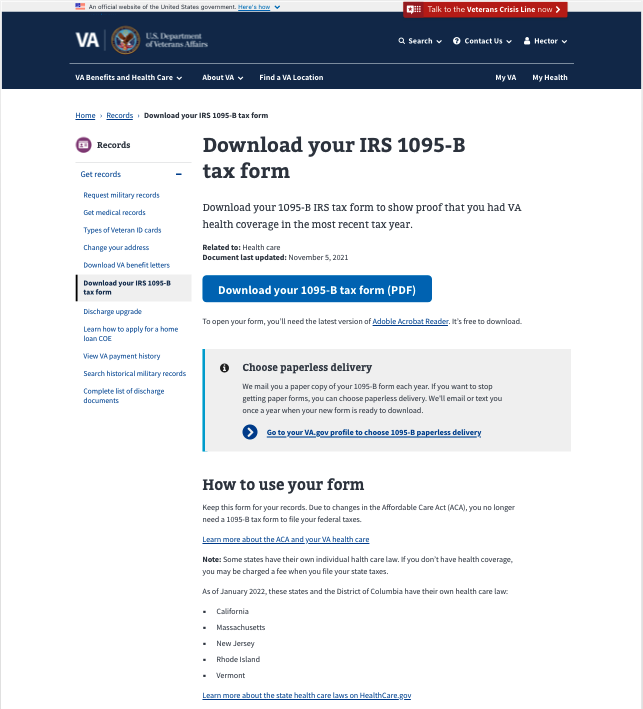 An official website of the United States government. Here's how
Talk to the Veterans Crisis Line now
VA
U.S. Department
of Veterans Affairs
Search
Contact Us
Hector
VA Benefits and Health Care
About VA
Find a VA Location
My VA
My Health
Home › Records › Download your IRS 1095-B tax form
Records
Get records
Request military records
Get medical records
Types of Veteran ID cards
Change your address
Download VA benefit letters
Download your IRS 1095-B
tax form
Discharge upgrade
Learn how to apply for a home
loan COE
View VA payment history
Search historical military records
Complete list of discharge
documents
Download your IRS 1095-B
tax form
Download your 1095-B IRS tax form to show proof that you had VA
health coverage in the most recent tax year.
Related to: Health care
Document last updated: November 5, 2021
Download your 1095-B tax form (PDF)
To open your form, you'll need the latest version of Adoble Acrobat Reader. It's free to download.
Choose paperless delivery
We mail you a paper copy of your 1095-B form each year. If you want to stop
getting paper forms, you can choose paperless delivery. We'll email or text you
once a year when your new form is ready to download.
Go to your VA.gov profile to choose 1095-B paperless delivery
How to use your form
Keep this form for your records. Due to changes in the Affordable Care Act (ACA), you no longer
need a 1095-B tax form to file your federal taxes.
Learn more about the ACA and your VA health care
Note: Some states have their own individual halth care law. If you don't have health coverage,
you may be charged a fee when you file your state taxes.
As of January 2022, these states and the District of Columbia have their own health care law:
• California
• Massachusetts
• New Jersey
• Rhode Island
• Vermont
Learn more about the state health care laws on HealthCare.gov